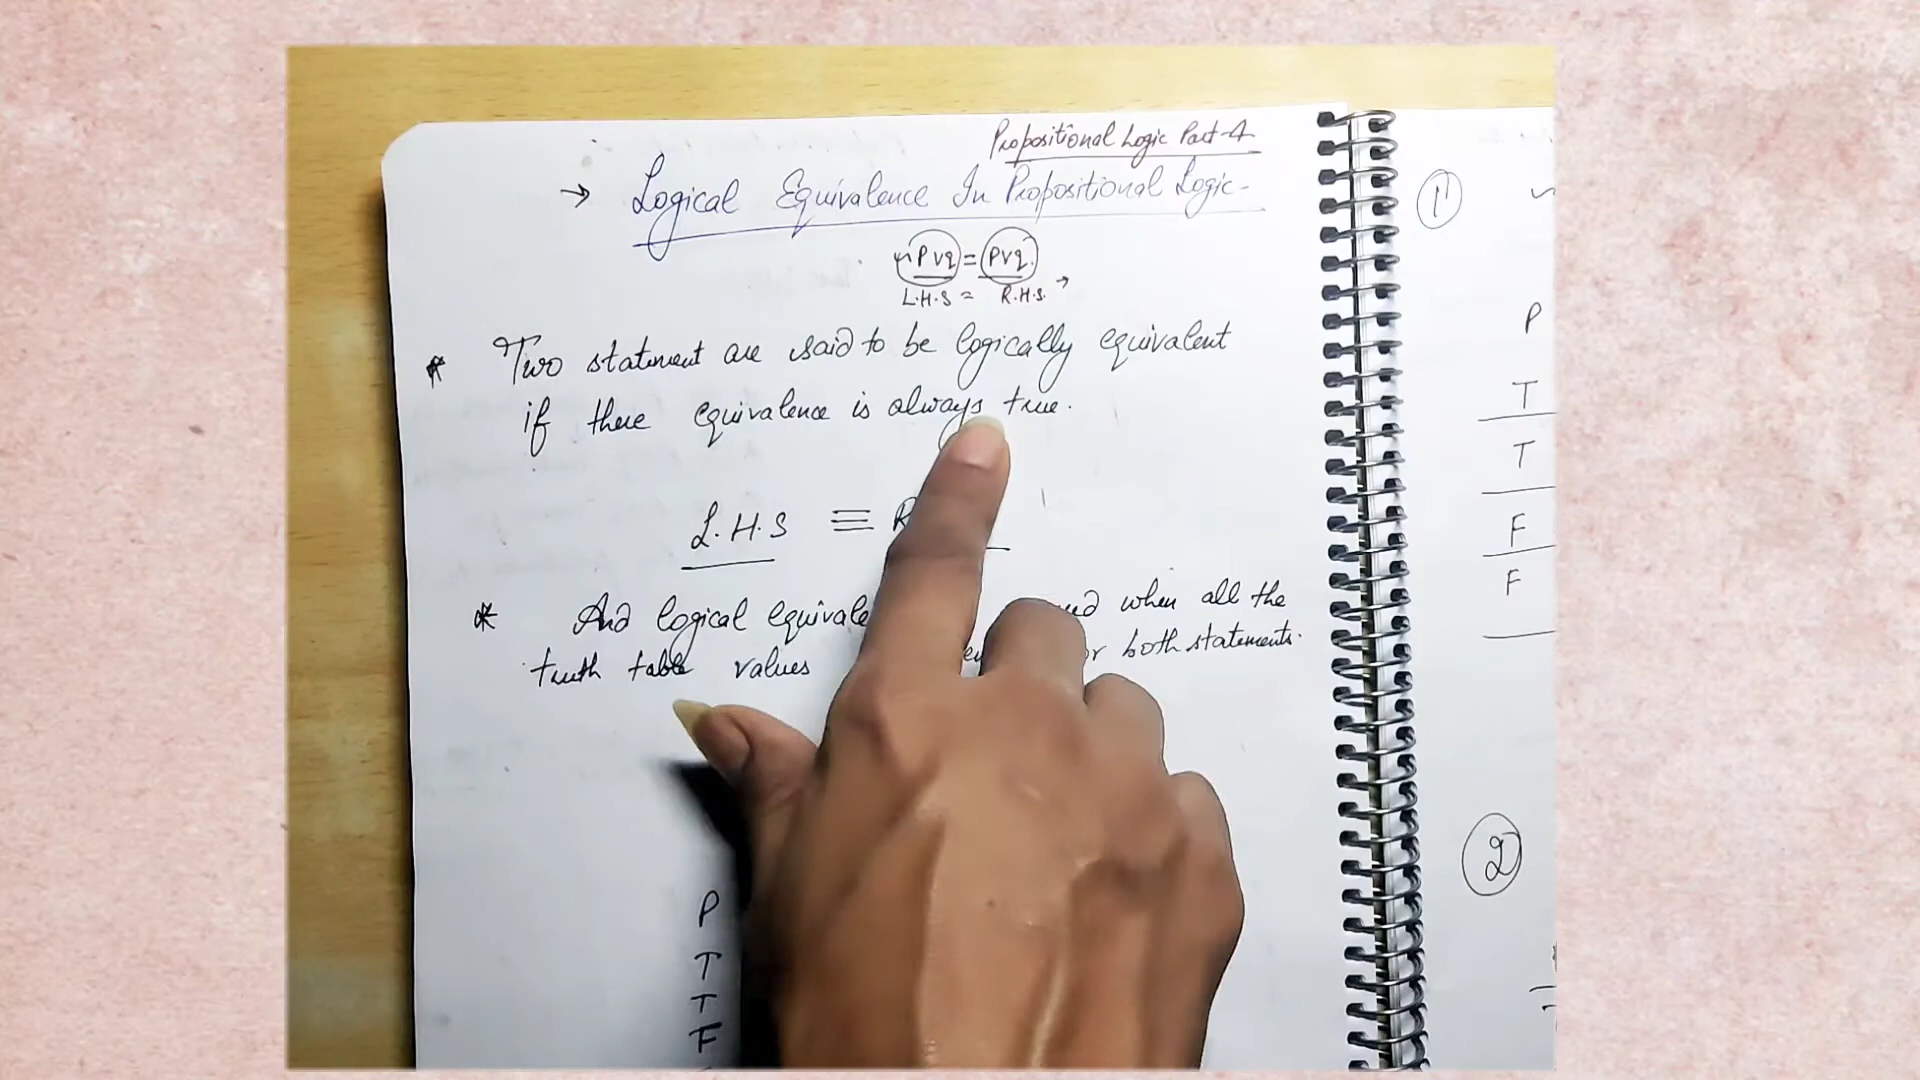 Propositional Logic Part-4
→ Logical Equivalence In Propositional Logic-
~P∨q = P∨q.
L.H.S = R.H.S. →
* Two statement are said to be logically equivalent
if there equivalence is always true.
L.H.S ≡ R
* And logical when all the
truth table values both statements.
P
T
T
F
1
~
P
T
T
F
F
2